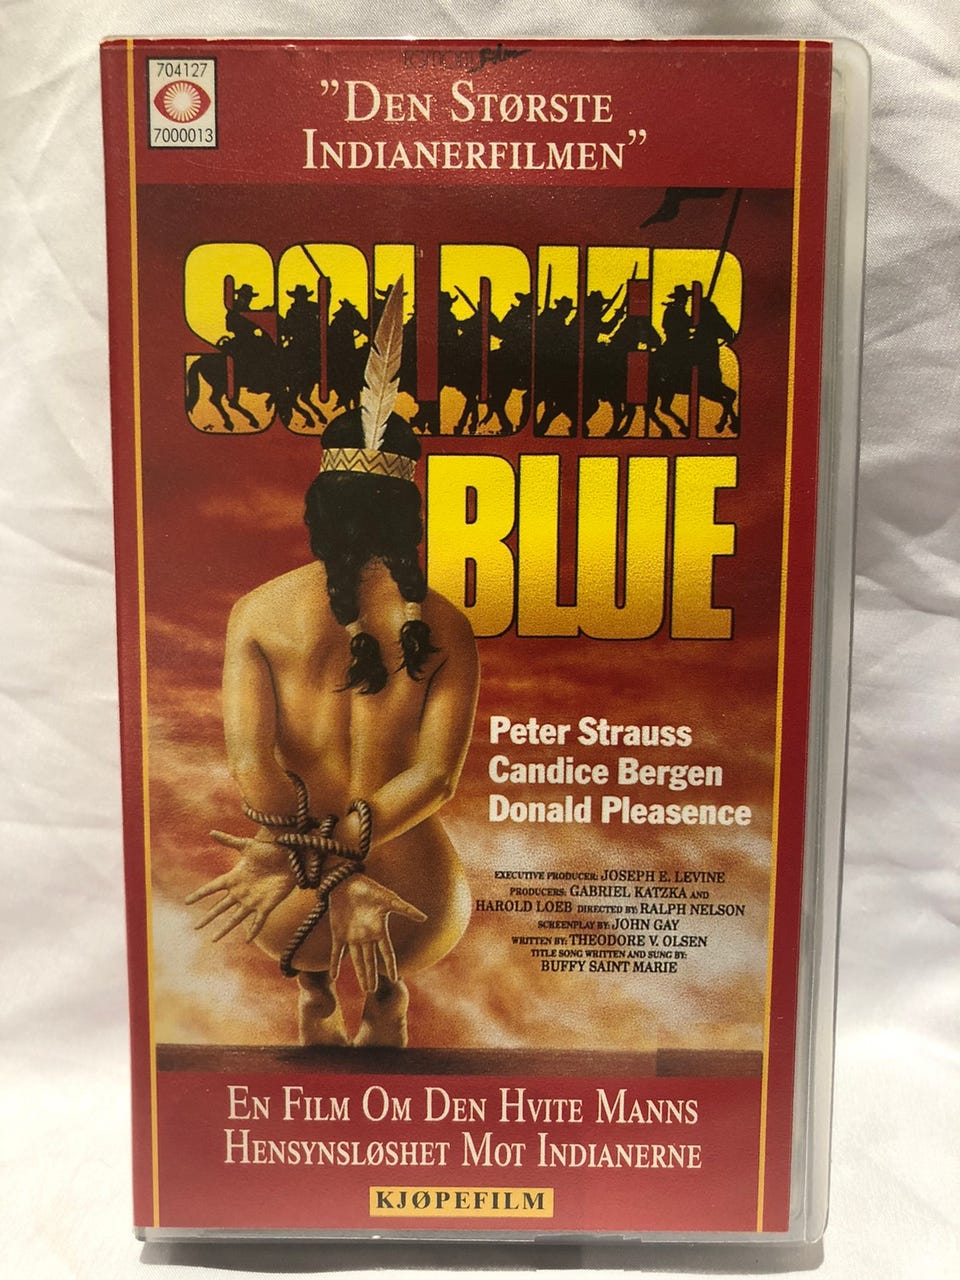 Film
704127
7000013
"DEN STØRSTE
INDIANERFILMEN"
SOLDIER
BLUE
Peter Strauss
Candice Bergen
Donald Pleasence
EXECUTIVE PRODUCER: JOSEPH E. LEVINE
PRODUCERS: GABRIEL KATZKA AND
HAROLD LOEB DIRECTED BY: RALPH NELSON
SCREENPLAY BY: JOHN GAY
WRITTEN BY: THEODORE V. OLSEN
TITLE SONG WRITTEN AND SUNG BY:
BUFFY SAINT MARIE
EN FILM OM DEN HVITE MANNS
HENSYNSLØSHET MOT INDIANERNE
KJØPEFILM